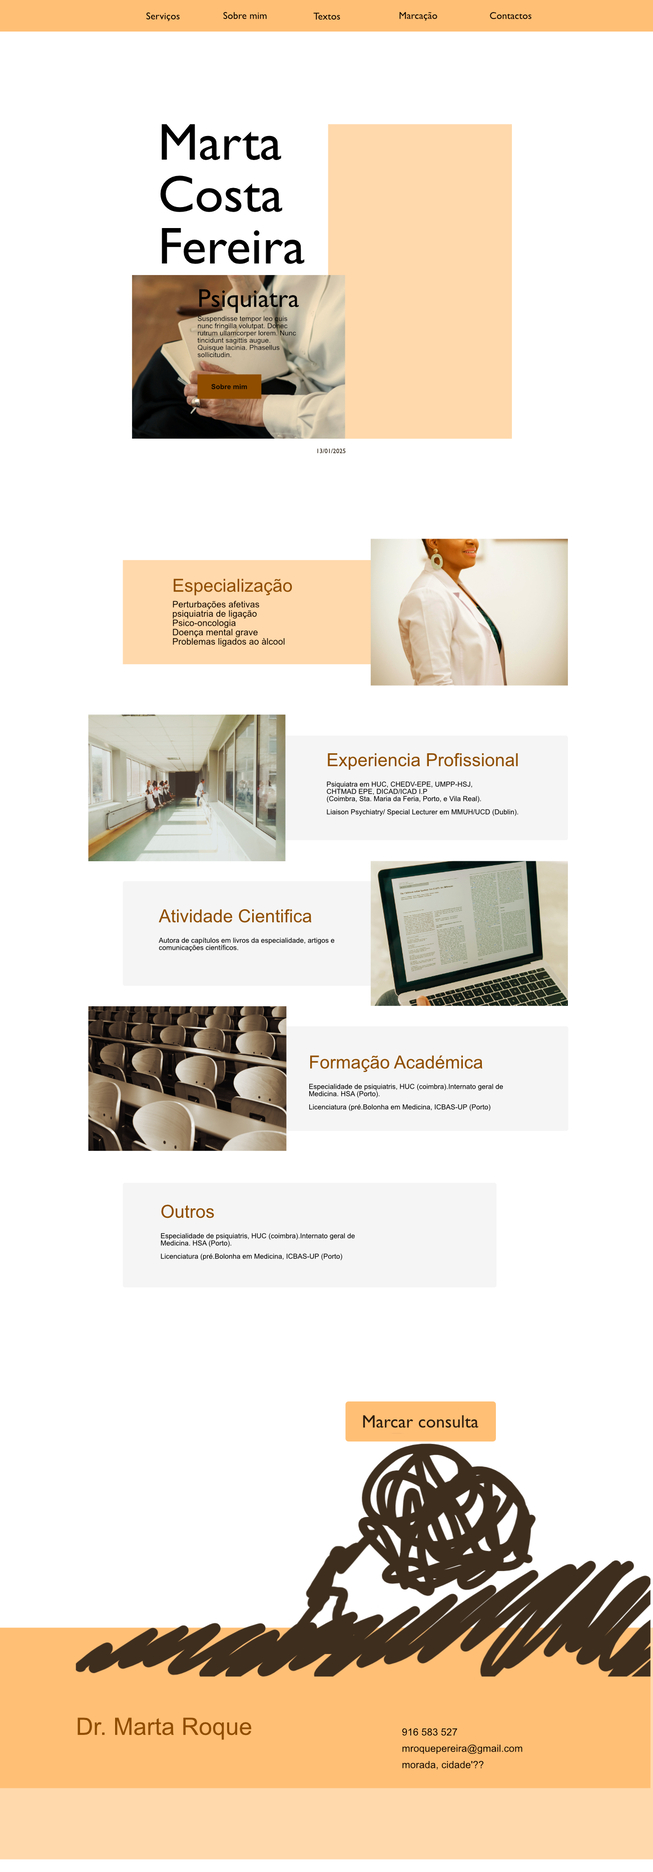 Serviços
Sobre mim
Textos
Marcação
Contactos
Marta
Costa
Fereira
Psiquiatra
Suspendisse tempor leo quis
nunc fringilla volutpat. Donec
rutrum ullamcorper lorem. Nunc
tincidunt sagittis augue.
Quisque lacinia. Phasellus
sollicitudin.
Sobre mim
13/01/2025
Especialização
Perturbações afetivas
psiquiatria de ligação
Psico-oncologia
Doença mental grave
Problemas ligados ao àlcool
Experiencia Profissional
Psiquiatra em HUC, CHEDV-EPE, UMPP-HSJ,
CHTMAD EPE, DICAD/ICAD I.P
(Coimbra, Sta. Maria da Feria, Porto, e Vila Real).
Liaison Psychiatry/ Special Lecturer em MMUH/UCD (Dublin).
Atividade Cientifica
Autora de capítulos em livros da especialidade, artigos e
comunicações científicos.
Formação Académica
Especialidade de psiquiatris, HUC (coimbra).Internato geral de
Medicina. HSA (Porto).
Licenciatura (pré.Bolonha em Medicina, ICBAS-UP (Porto)
Outros
Especialidade de psiquiatris, HUC (coimbra).Internato geral de
Medicina. HSA (Porto).
Licenciatura (pré.Bolonha em Medicina, ICBAS-UP (Porto)
Marcar consulta
Dr. Marta Roque
916 583 527
mroquepereira@gmail.com
morada, cidade'??